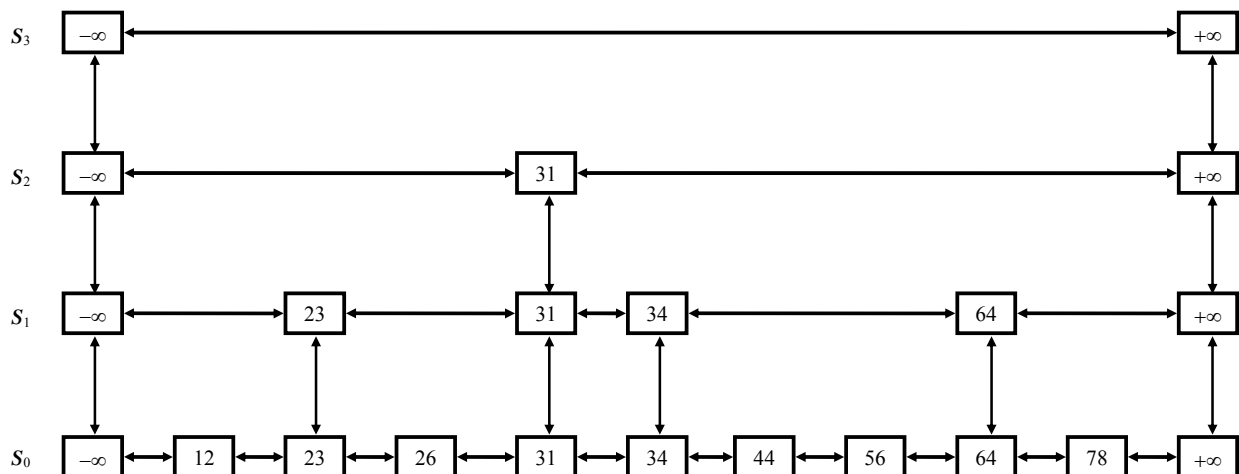 S3 −∞ +∞
S2 −∞ 31 +∞
S1 −∞ 23 31 34 64 +∞
S0 −∞ 12 23 26 31 34 44 56 64 78 +∞